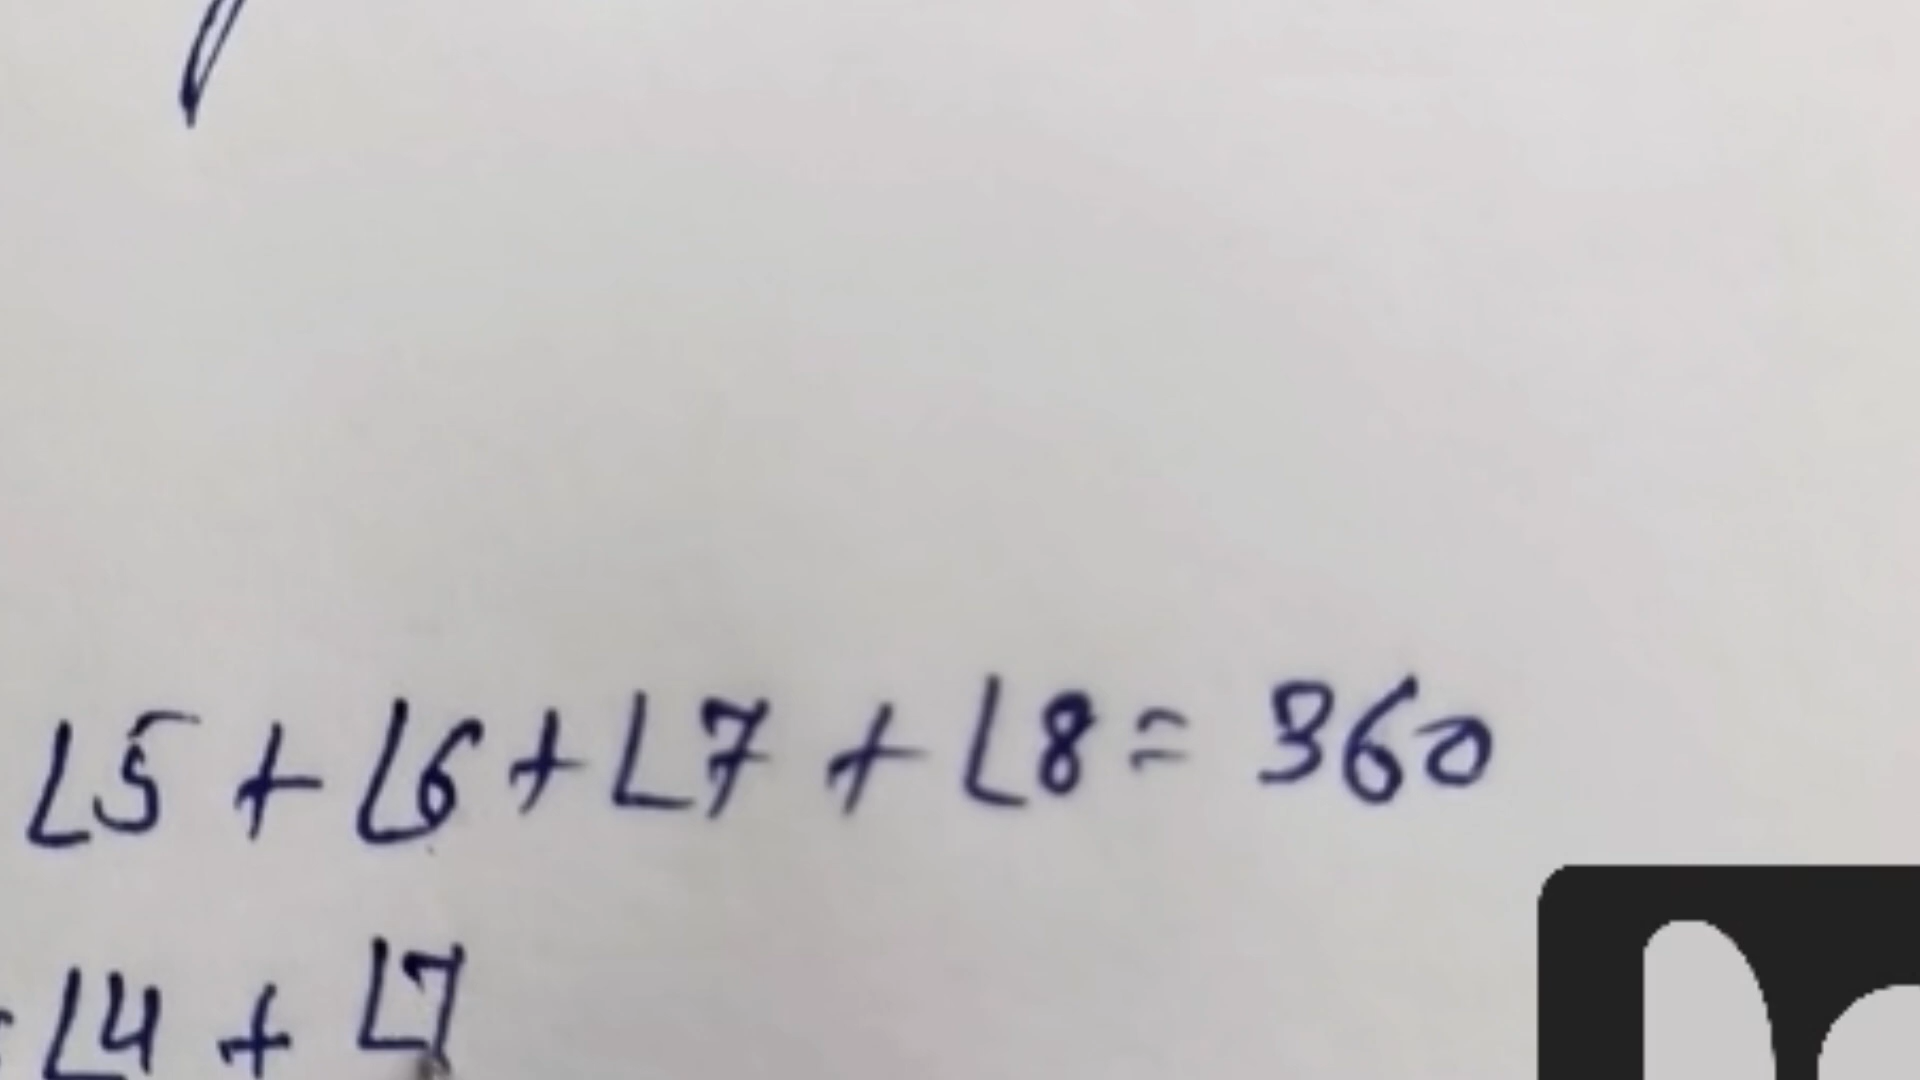 ∠5 + ∠6 + ∠7 + ∠8 = 360
∠4 + ∠7